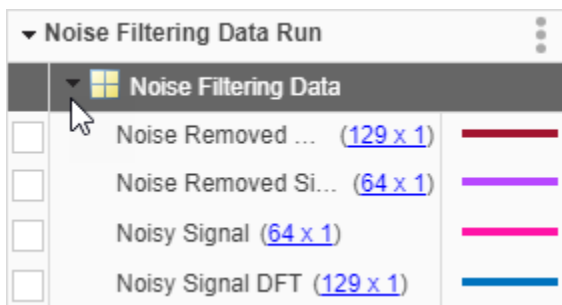 Noise Filtering Data Run
Noise Filtering Data
Noise Removed ... (129 x 1)
Noise Removed Si... (64 x 1)
Noisy Signal (64 x 1)
Noisy Signal DFT (129 x 1)